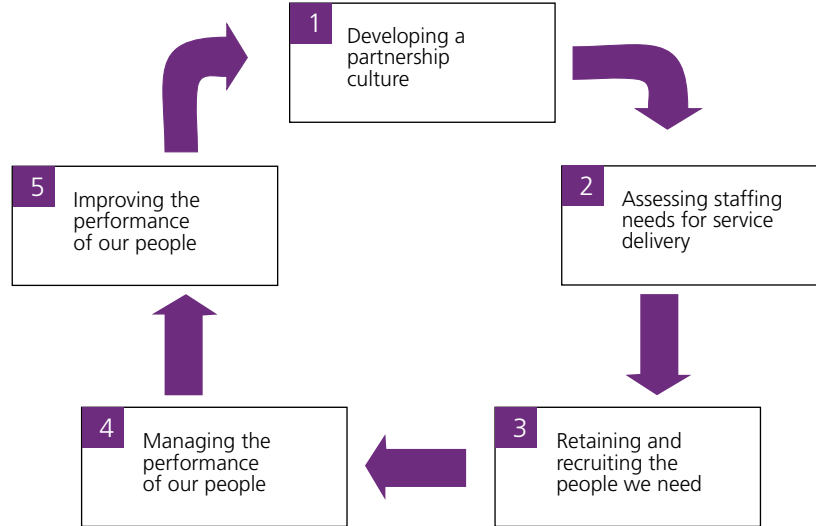 1
Developing a
partnership
culture
2
Assessing staffing
needs for service
delivery
3
Retaining and
recruiting the
people we need
4
Managing the
performance
of our people
5
Improving the
performance
of our people